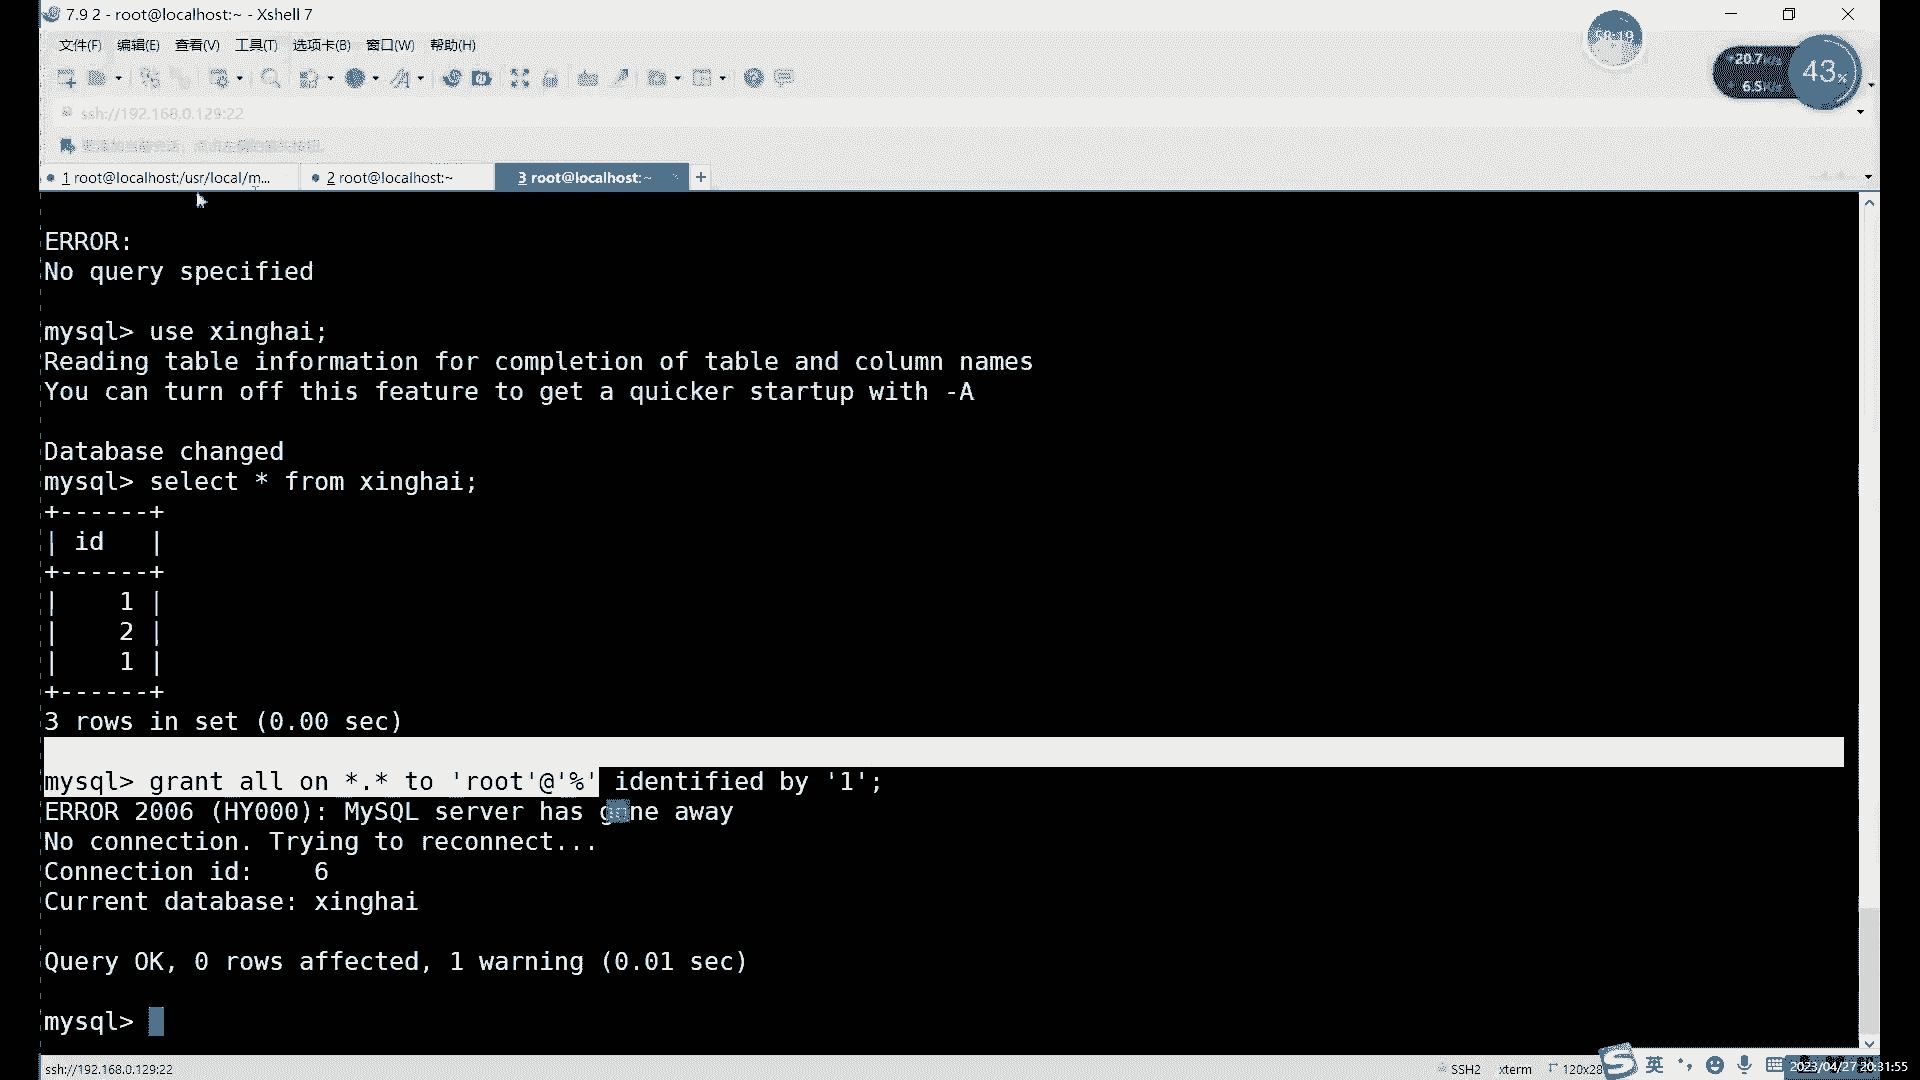 7.9 2 - root@localhost:~ - Xshell 7
文件(F) 编辑(E) 查看(V) 工具(T) 选项卡(B) 窗口(W) 帮助(H)
58:19
20.7
6.5
43%
ssh://192.168.0.129:22
1 root@localhost:/usr/local/m...
2 root@localhost:~
3 root@localhost:~
ERROR:
No query specified
mysql> use xinghai;
Reading table information for completion of table and column names
You can turn off this feature to get a quicker startup with -A
Database changed
mysql> select * from xinghai;
+------+
| id   |
+------+
|    1 |
|    2 |
|    1 |
+------+
3 rows in set (0.00 sec)
mysql> grant all on *.* to 'root'@'%' identified by '1';
ERROR 2006 (HY000): MySQL server has gone away
No connection. Trying to reconnect...
Connection id:    6
Current database: xinghai
Query OK, 0 rows affected, 1 warning (0.01 sec)
mysql>
ssh://192.168.0.129:22
SSH2
xterm
120x28
英
2023/04/27 20:31:55